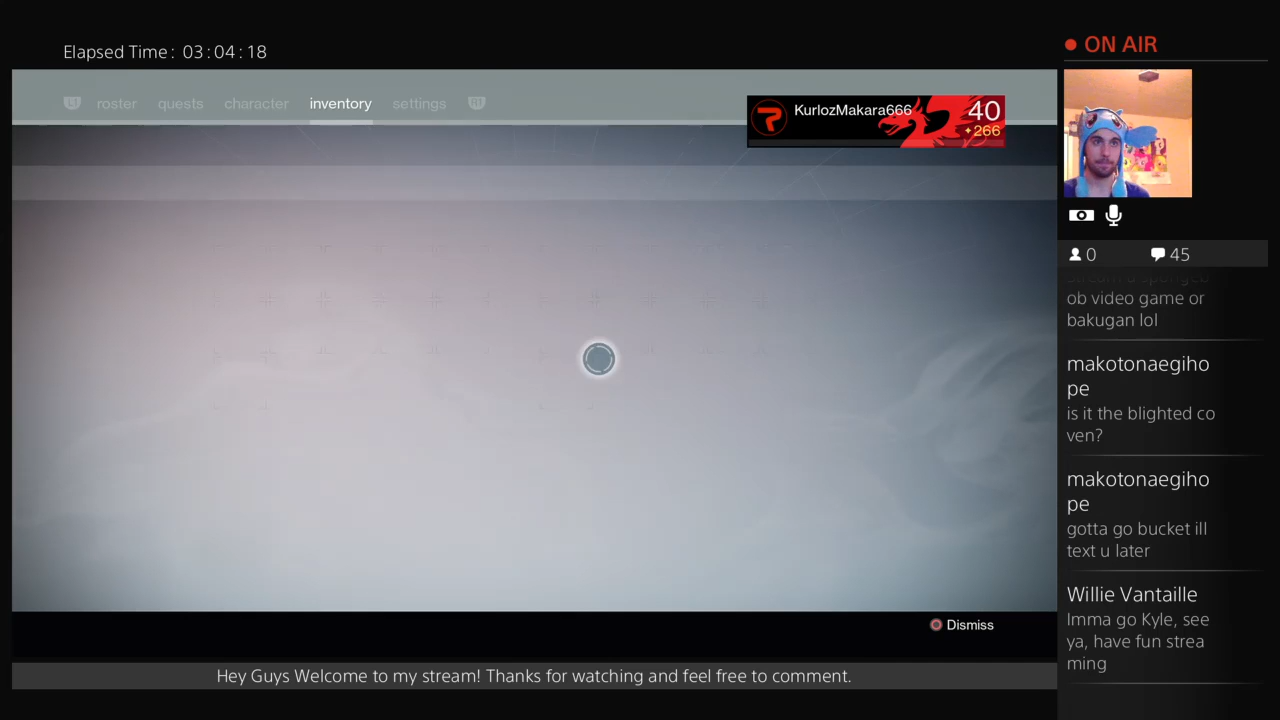 Elapsed Time: 03:04:18
ON AIR
L1 roster quests character inventory settings R1
KurlozMakara666 40
266
0 45
ob video game or
bakugan lol
makotonaegiho
pe
is it the blighted co
ven?
makotonaegiho
pe
gotta go bucket ill
text u later
Willie Vantaille
Imma go Kyle, see
ya, have fun strea
ming
Dismiss
Hey Guys Welcome to my stream! Thanks for watching and feel free to comment.